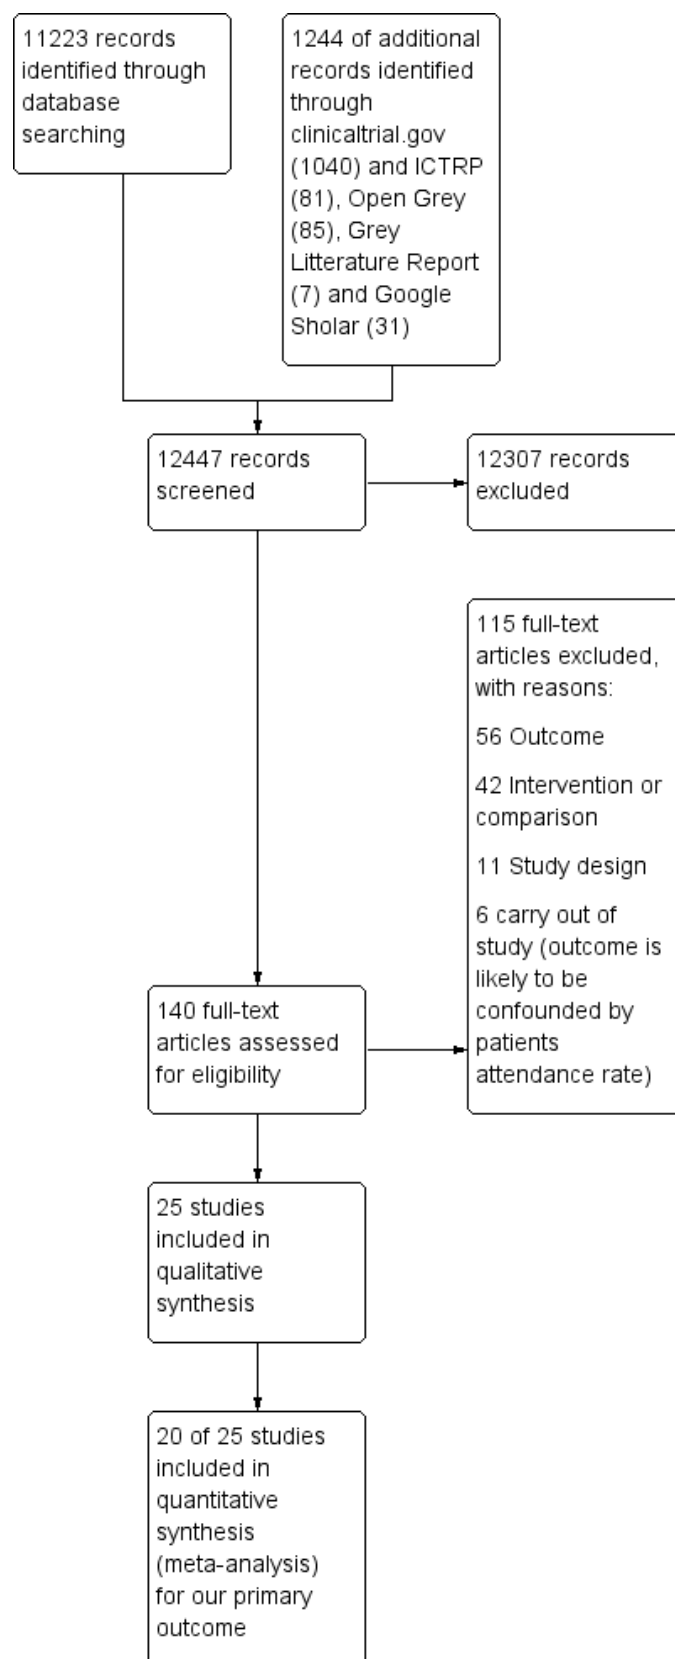 11223 records
identified through
database
searching
1244 of additional
records identified
through
clinicaltrial.gov
(1040) and ICTRP
(81), Open Grey
(85), Grey
Litterature Report
(7) and Google
Sholar (31)
12447 records
screened
12307 records
excluded
115 full-text
articles excluded,
with reasons:
56 Outcome
42 Intervention or
comparison
11 Study design
6 carry out of
study (outcome is
likely to be
confounded by
patients
attendance rate)
140 full-text
articles assessed
for eligibility
25 studies
included in
qualitative
synthesis
20 of 25 studies
included in
quantitative
synthesis
(meta-analysis)
for our primary
outcome